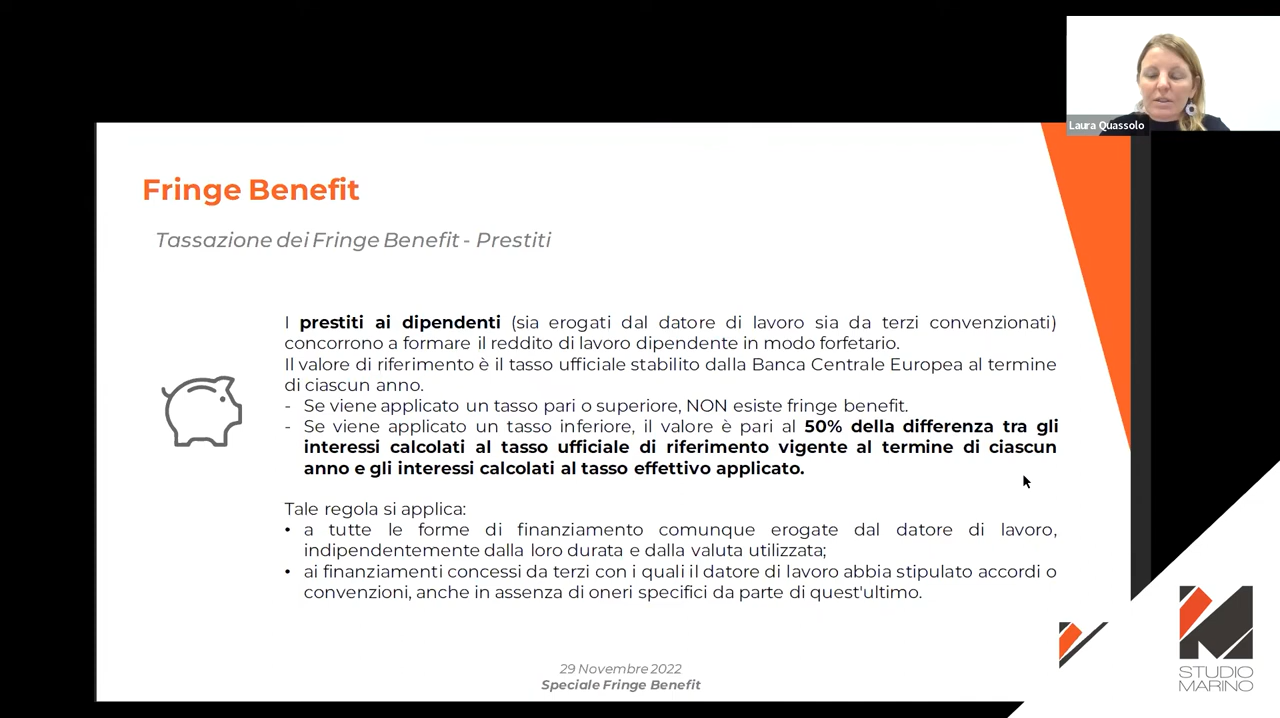 Laura Quassolo
Fringe Benefit
Tassazione dei Fringe Benefit - Prestiti
I prestiti ai dipendenti (sia erogati dal datore di lavoro sia da terzi convenzionati)
concorrono a formare il reddito di lavoro dipendente in modo forfetario.
Il valore di riferimento è il tasso ufficiale stabilito dalla Banca Centrale Europea al termine
di ciascun anno.
- Se viene applicato un tasso pari o superiore, NON esiste fringe benefit.
- Se viene applicato un tasso inferiore, il valore è pari al 50% della differenza tra gli
interessi calcolati al tasso ufficiale di riferimento vigente al termine di ciascun
anno e gli interessi calcolati al tasso effettivo applicato.
Tale regola si applica:
• a tutte le forme di finanziamento comunque erogate dal datore di lavoro,
indipendentemente dalla loro durata e dalla valuta utilizzata;
• ai finanziamenti concessi da terzi con i quali il datore di lavoro abbia stipulato accordi o
convenzioni, anche in assenza di oneri specifici da parte di quest'ultimo.
29 Novembre 2022
Speciale Fringe Benefit
STUDIO
MARINO